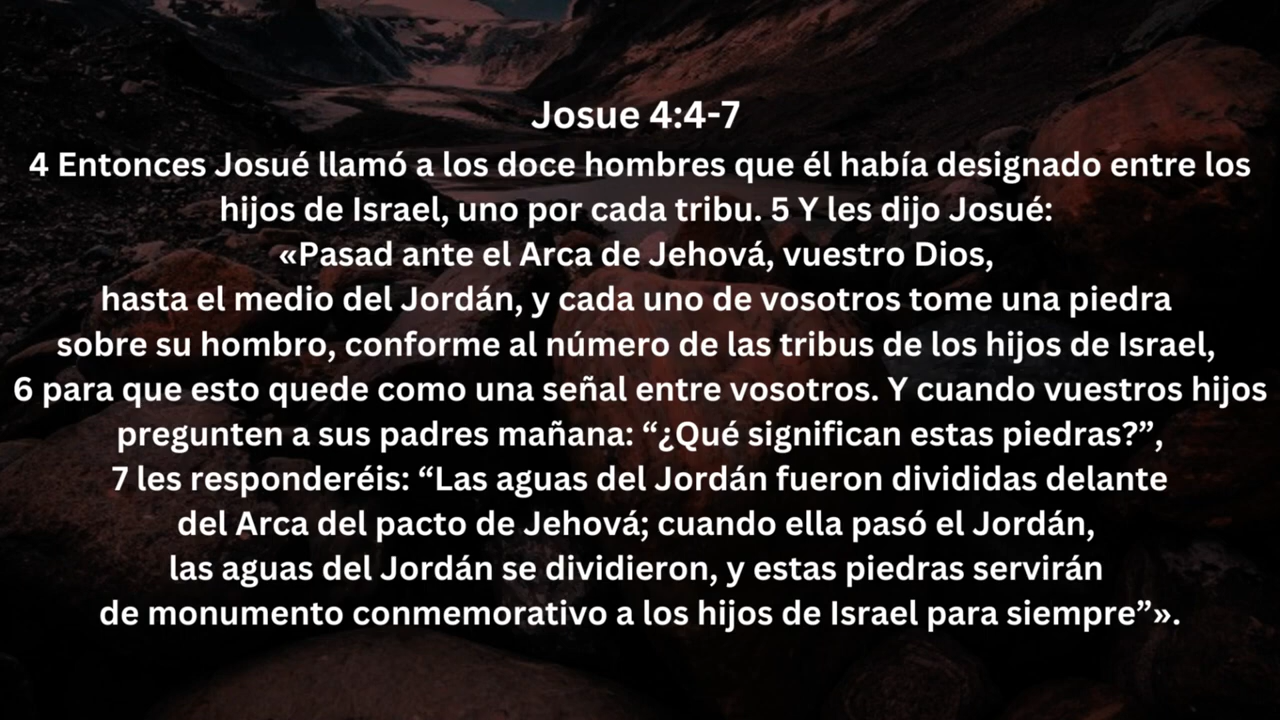 Josue 4:4-7
4 Entonces Josué llamó a los doce hombres que él había designado entre los
hijos de Israel, uno por cada tribu. 5 Y les dijo Josué:
«Pasad ante el Arca de Jehová, vuestro Dios,
hasta el medio del Jordán, y cada uno de vosotros tome una piedra
sobre su hombro, conforme al número de las tribus de los hijos de Israel,
6 para que esto quede como una señal entre vosotros. Y cuando vuestros hijos
pregunten a sus padres mañana: “¿Qué significan estas piedras?”,
7 les responderéis: “Las aguas del Jordán fueron divididas delante
del Arca del pacto de Jehová; cuando ella pasó el Jordán,
las aguas del Jordán se dividieron, y estas piedras servirán
de monumento conmemorativo a los hijos de Israel para siempre”».